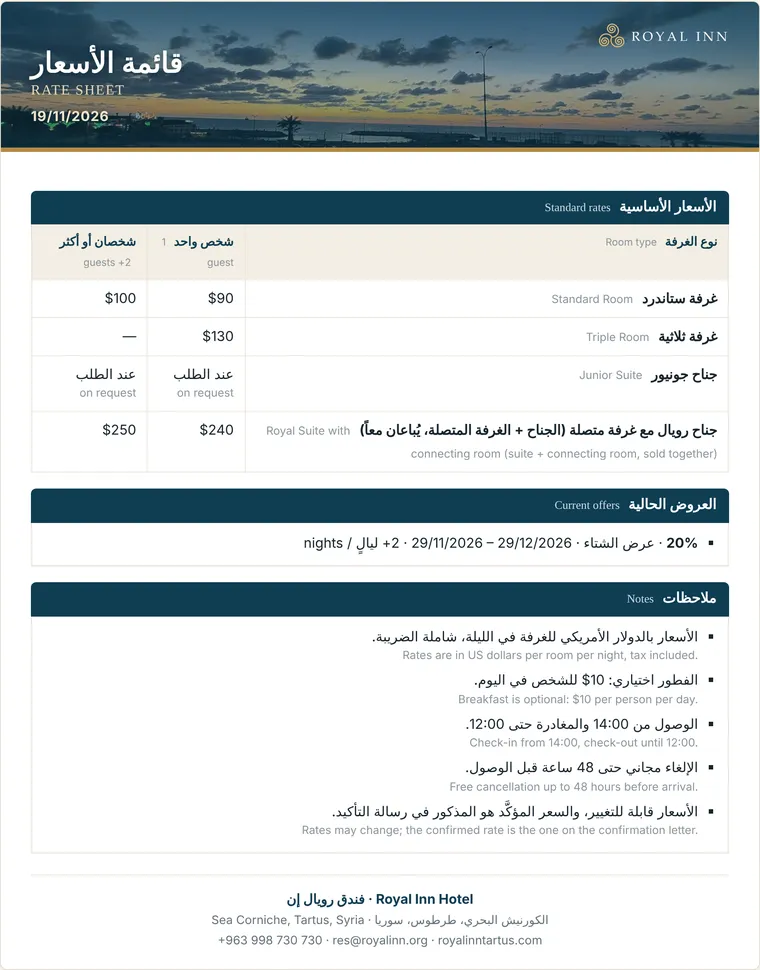 ROYAL INN
قائمة الأسعار
RATE SHEET
19/11/2026
الأسعار الأساسية Standard rates
نوع الغرفة Room type
شخص واحد 1 guest
شخصان أو أكثر 2+ guests
غرفة ستاندرد Standard Room $90 $100
غرفة ثلاثية Triple Room $130 —
جناح جونيور Junior Suite عند الطلب عند الطلب
on request on request
جناح رويال مع غرفة متصلة (الجناح + الغرفة المتصلة، يُباعان معاً) Royal Suite with $240 $250
connecting room (suite + connecting room, sold together)
العروض الحالية Current offers
20% · عرض الشتاء · 29/11/2026 – 29/12/2026 · 2+ ليالٍ / nights
ملاحظات Notes
الأسعار بالدولار الأمريكي للغرفة في الليلة، شاملة الضريبة.
Rates are in US dollars per room per night, tax included.
الفطور اختياري: $10 للشخص في اليوم.
Breakfast is optional: $10 per person per day.
الوصول من 14:00 والمغادرة حتى 12:00.
Check-in from 14:00, check-out until 12:00.
الإلغاء مجاني حتى 48 ساعة قبل الوصول.
Free cancellation up to 48 hours before arrival.
الأسعار قابلة للتغيير، والسعر المؤكَّد هو المذكور في رسالة التأكيد.
Rates may change; the confirmed rate is the one on the confirmation letter.
فندق رويال إن · Royal Inn Hotel
الكورنيش البحري، طرطوس، سوريا · Sea Corniche, Tartus, Syria
+963 998 730 730 · res@royalinn.org · royalinntartus.com